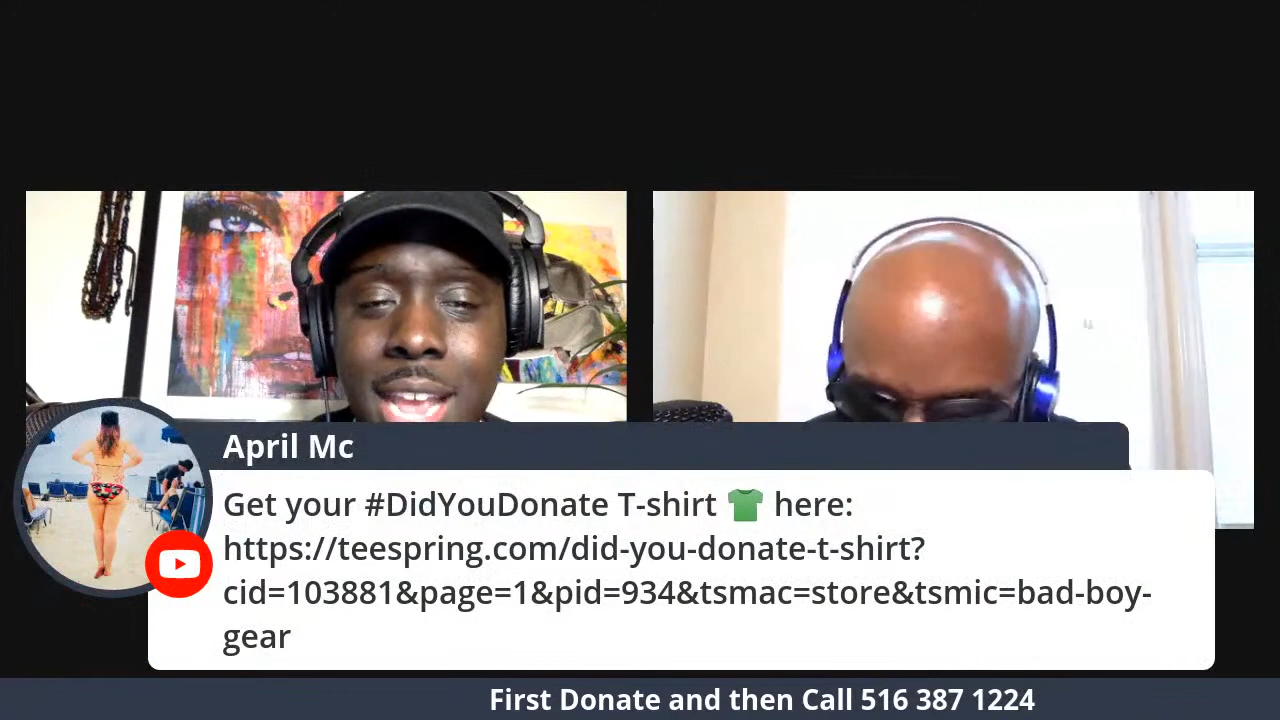 April Mc
Get your #DidYouDonate T-shirt 👕 here:
https://teespring.com/did-you-donate-t-shirt?
cid=103881&page=1&pid=934&tsmac=store&tsmic=bad-boy-
gear
First Donate and then Call 516 387 1224